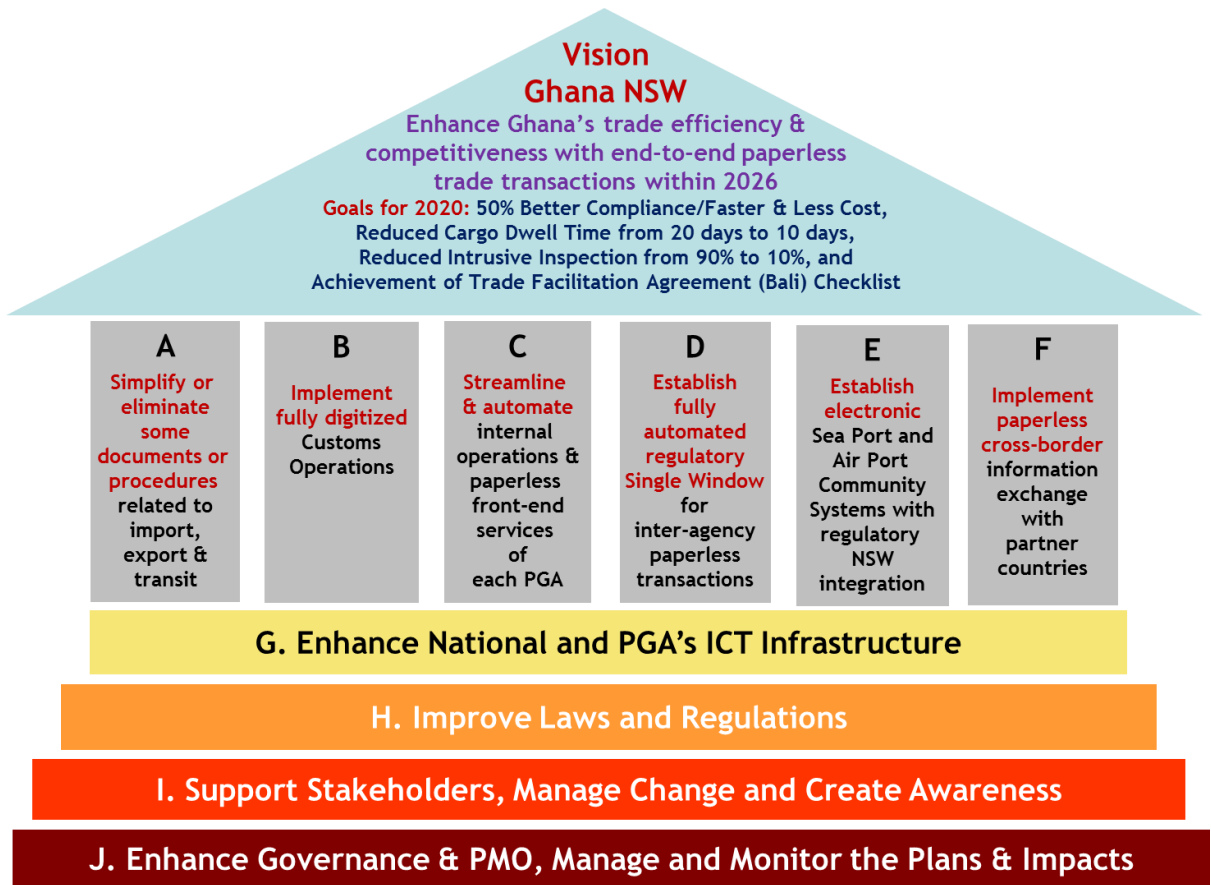 Vision
Ghana NSW
Enhance Ghana’s trade efficiency &
competitiveness with end-to-end paperless
trade transactions within 2026
Goals for 2020: 50% Better Compliance/Faster & Less Cost,
Reduced Cargo Dwell Time from 20 days to 10 days,
Reduced Intrusive Inspection from 90% to 10%, and
Achievement of Trade Facilitation Agreement (Bali) Checklist
A
Simplify or
eliminate
some
documents or
procedures
related to
import,
export &
transit
B
Implement
fully digitized
Customs
Operations
C
Streamline
& automate
internal
operations &
paperless
front-end
services
of
each PGA
D
Establish
fully
automated
regulatory
Single Window
for
inter-agency
paperless
transactions
E
Establish
electronic
Sea Port and
Air Port
Community
Systems with
regulatory
NSW
integration
F
Implement
paperless
cross-border
information
exchange
with
partner
countries
G. Enhance National and PGA’s ICT Infrastructure
H. Improve Laws and Regulations
I. Support Stakeholders, Manage Change and Create Awareness
J. Enhance Governance & PMO, Manage and Monitor the Plans & Impacts